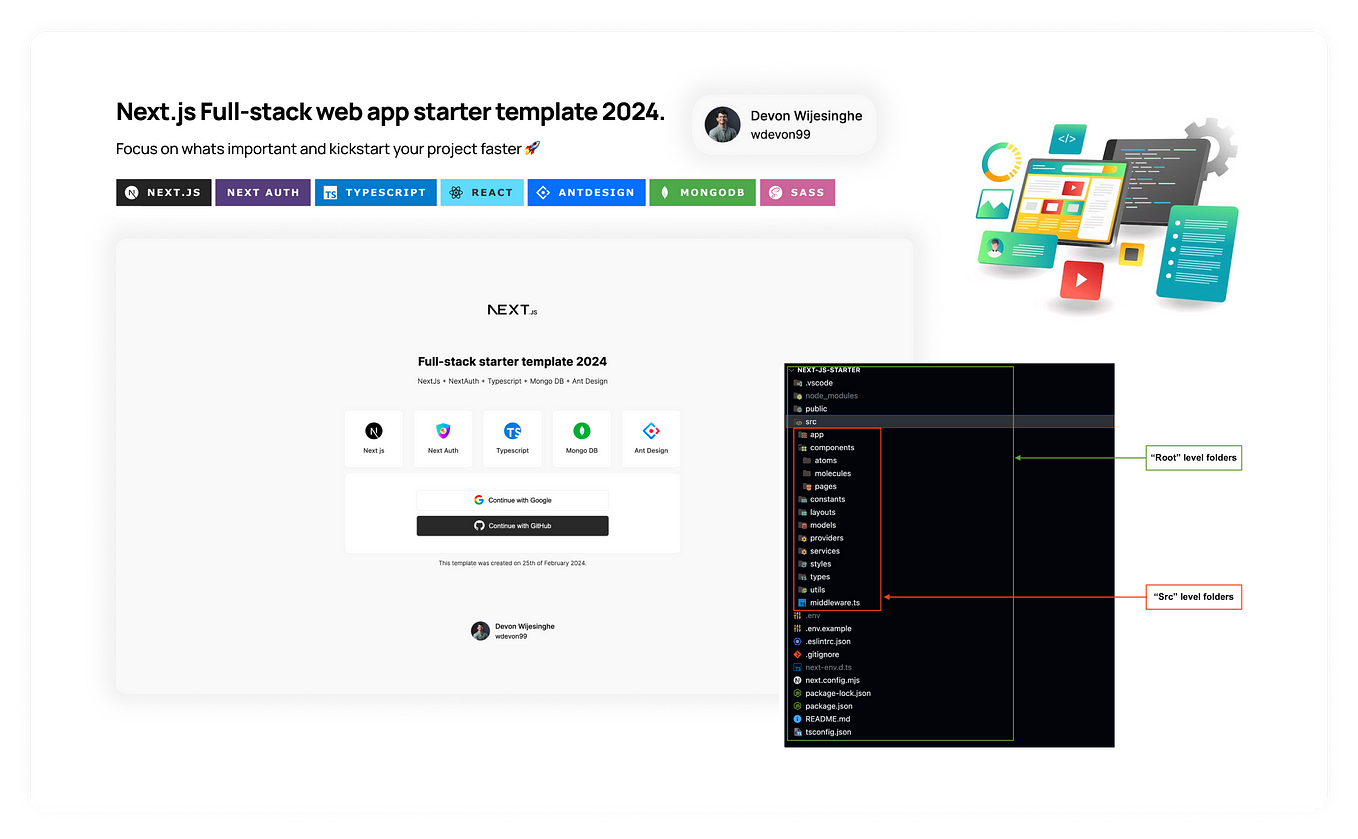 Next.js Full-stack web app starter template 2024.
Devon Wijesinghe
wdevon99
Focus on whats important and kickstart your project faster🚀
NEXT.JS
NEXT AUTH
TS TYPESCRIPT
REACT
ANTDESIGN
MONGODB
SASS
</>
NEXT.JS
Full-stack starter template 2024
NextJs + NextAuth + Typescript + Mongo DB + Ant Design
Next js
Next Auth
TS
Typescript
Mongo DB
Ant Design
Continue with Google
Continue with GitHub
This template was created on 25th of February 2024.
Devon Wijesinghe
wdevon99
NEXT-JS-STARTER
.vscode
node_modules
public
src
app
components
atoms
molecules
pages
constants
layouts
models
providers
services
styles
types
utils
middleware.ts
.env
.env.example
.eslintrc.json
.gitignore
next-env.d.ts
next.config.mjs
package-lock.json
package.json
README.md
tsconfig.json
“Root” level folders
“Src” level folders